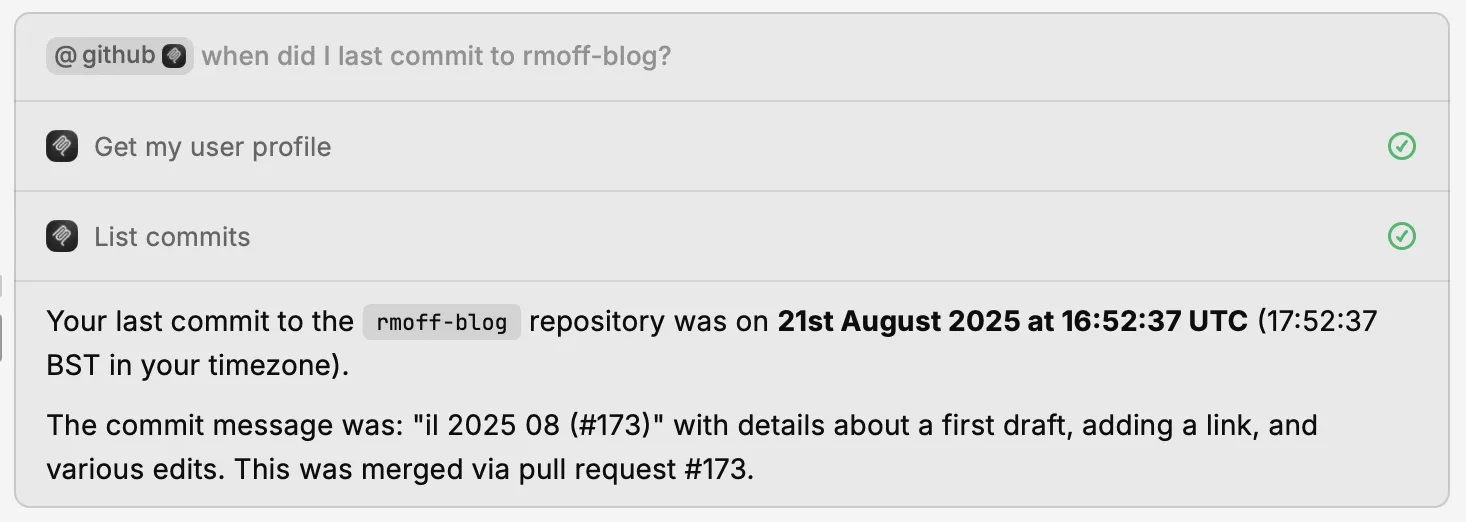 @github when did I last commit to rmoff-blog?
Get my user profile
List commits
Your last commit to the rmoff-blog repository was on 21st August 2025 at 16:52:37 UTC (17:52:37
BST in your timezone).
The commit message was: "il 2025 08 (#173)" with details about a first draft, adding a link, and
various edits. This was merged via pull request #173.